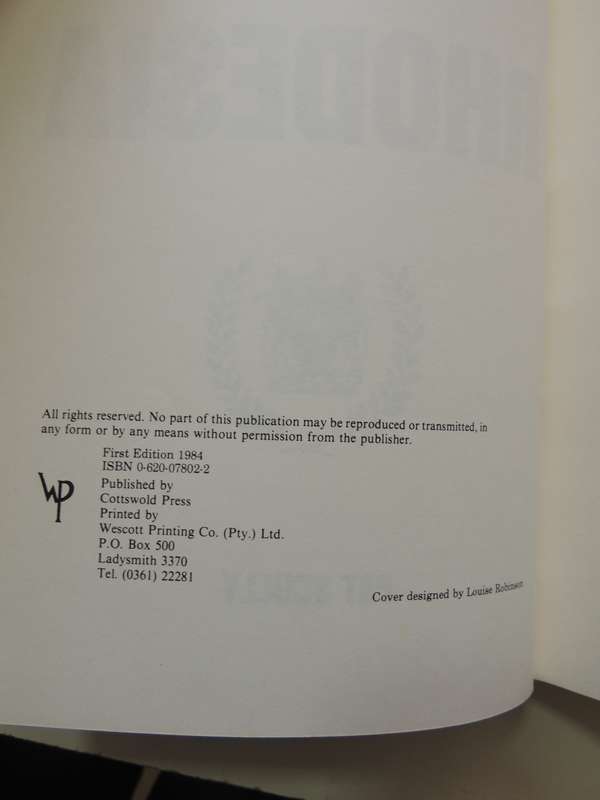 RHODESIA
All rights reserved. No part of this publication may be reproduced or transmitted, in
any form or by any means without permission from the publisher.
First Edition 1984
ISBN 0-620-07802-2
WP
Published by
Cottswold Press
Printed by
Wescott Printing Co. (Pty.) Ltd.
P.O. Box 500
Ladysmith 3370
Tel. (0361) 22281
Cover designed by Louise Robinson